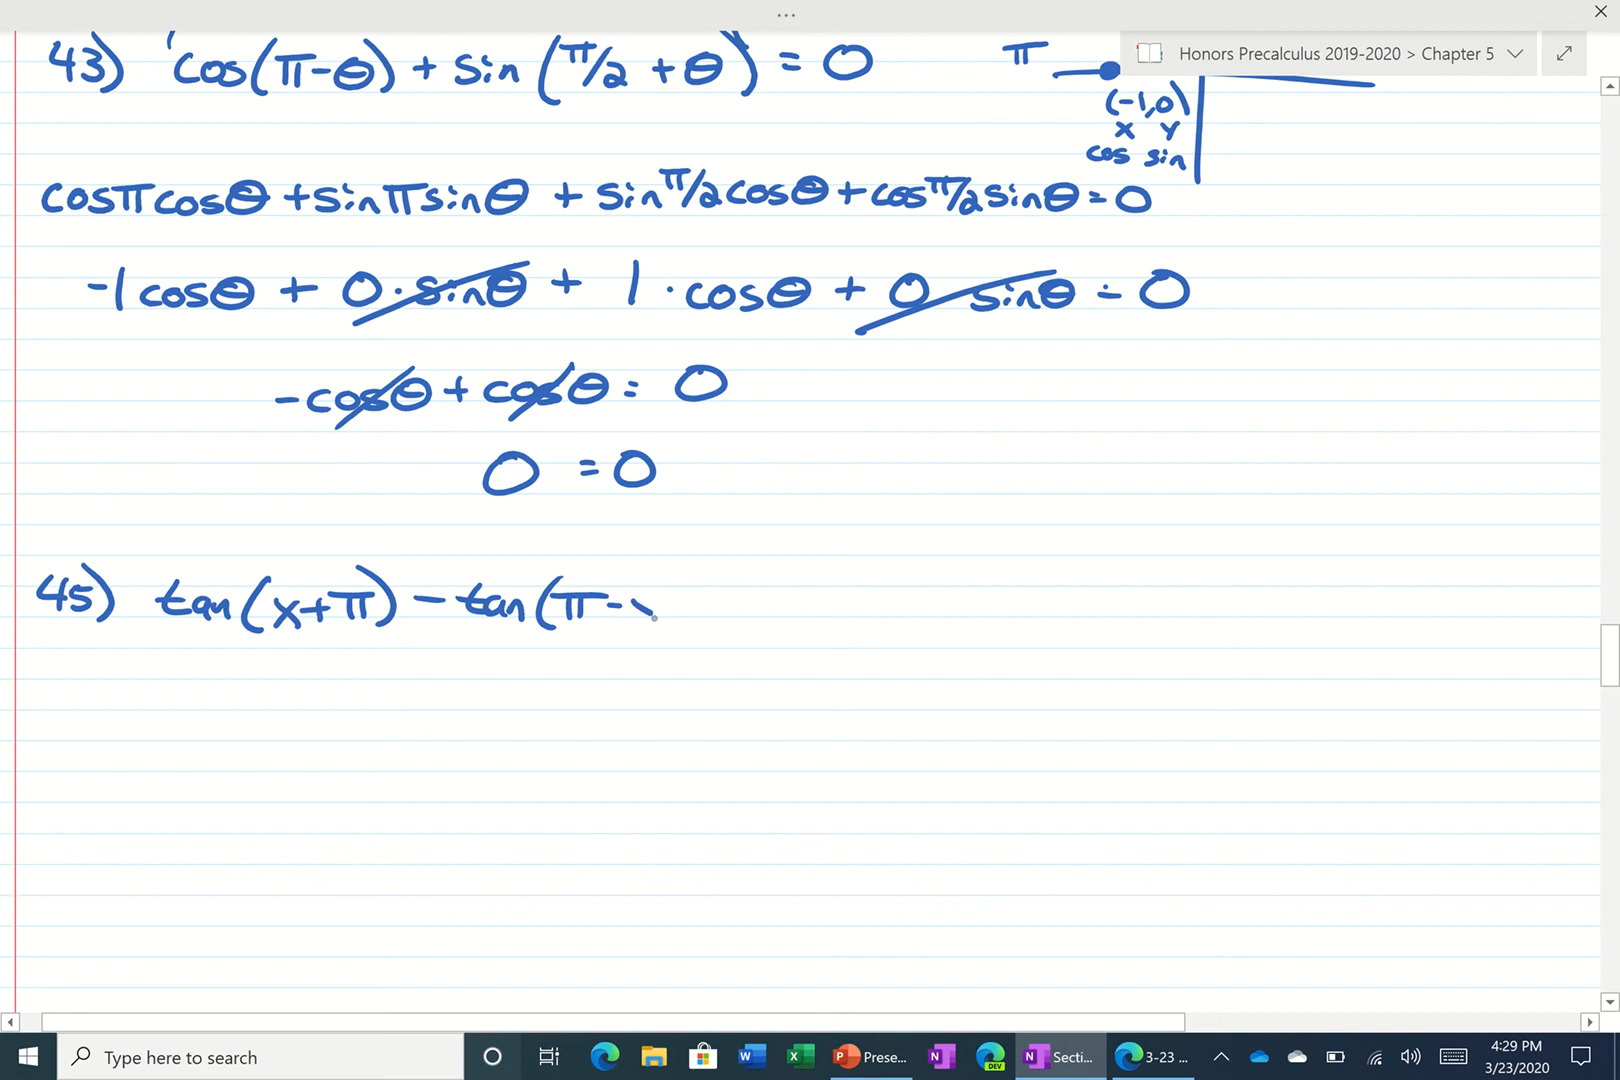 ...
Honors Precalculus 2019-2020 > Chapter 5
43) cos(π-θ) + sin (π/2 + θ) = 0
π
(-1,0)
x y
cos sin
cosπcosθ + sinπsinθ + sinπ/2cosθ + cosπ/2sinθ = 0
-1cosθ + 0·sinθ + 1·cosθ + 0 sinθ = 0
-cosθ + cosθ = 0
0 = 0
45) tan(x+π) - tan(π-
Type here to search
Prese...
Secti...
3-23 ...
4:29 PM
3/23/2020